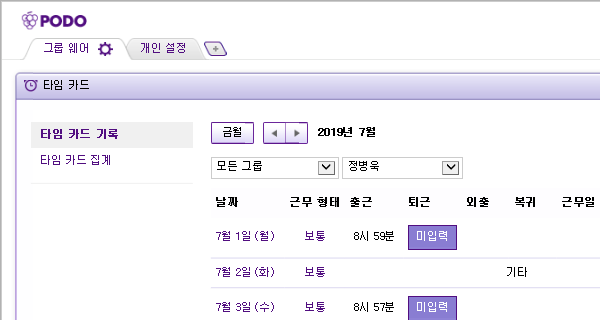 PODO
그룹 웨어 개인 설정
타임 카드
타임 카드 기록
타임 카드 집계
금월 2019년 7월
모든 그룹 정병욱
날짜 근무 형태 출근 퇴근 외출 복귀 근무일
7월 1일 (월) 보통 8시 59분 미입력
7월 2일 (화) 보통 기타
7월 3일 (수) 보통 8시 57분 미입력